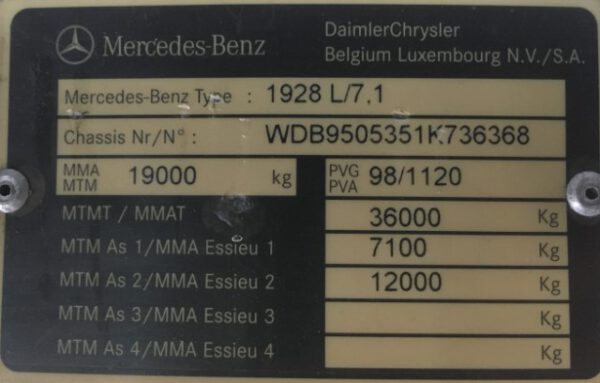 Mercedes-Benz
DaimlerChrysler
Belgium Luxembourg N.V./S.A.
Mercedes-Benz Type : 1928 L/7,1
Chassis Nr/N° : WDB9505351K736368
MMA
MTM 19000 kg
PVG
PVA 98/1120
MTMT / MMAT 36000 Kg
MTM As 1/MMA Essieu 1 7100 Kg
MTM As 2/MMA Essieu 2 12000 Kg
MTM As 3/MMA Essieu 3 Kg
MTM As 4/MMA Essieu 4 Kg